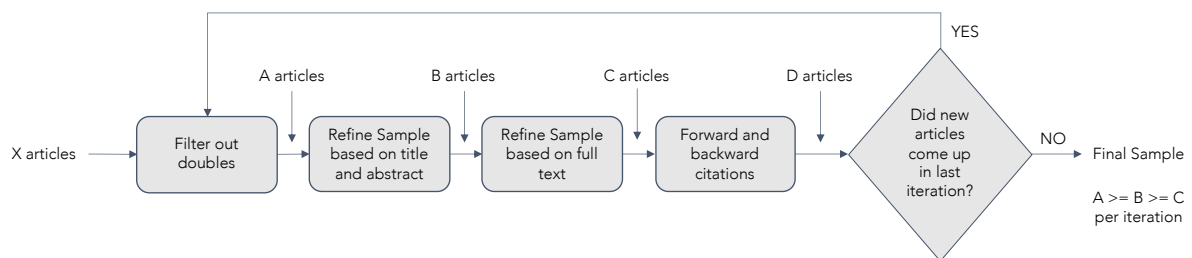 YES
A articles
B articles
C articles
D articles
X articles
Filter out
doubles
Refine Sample
based on title
and abstract
Refine Sample
based on full
text
Forward and
backward
citations
Did new
articles
come up
in last
iteration?
NO
Final Sample
A >= B >= C
per iteration